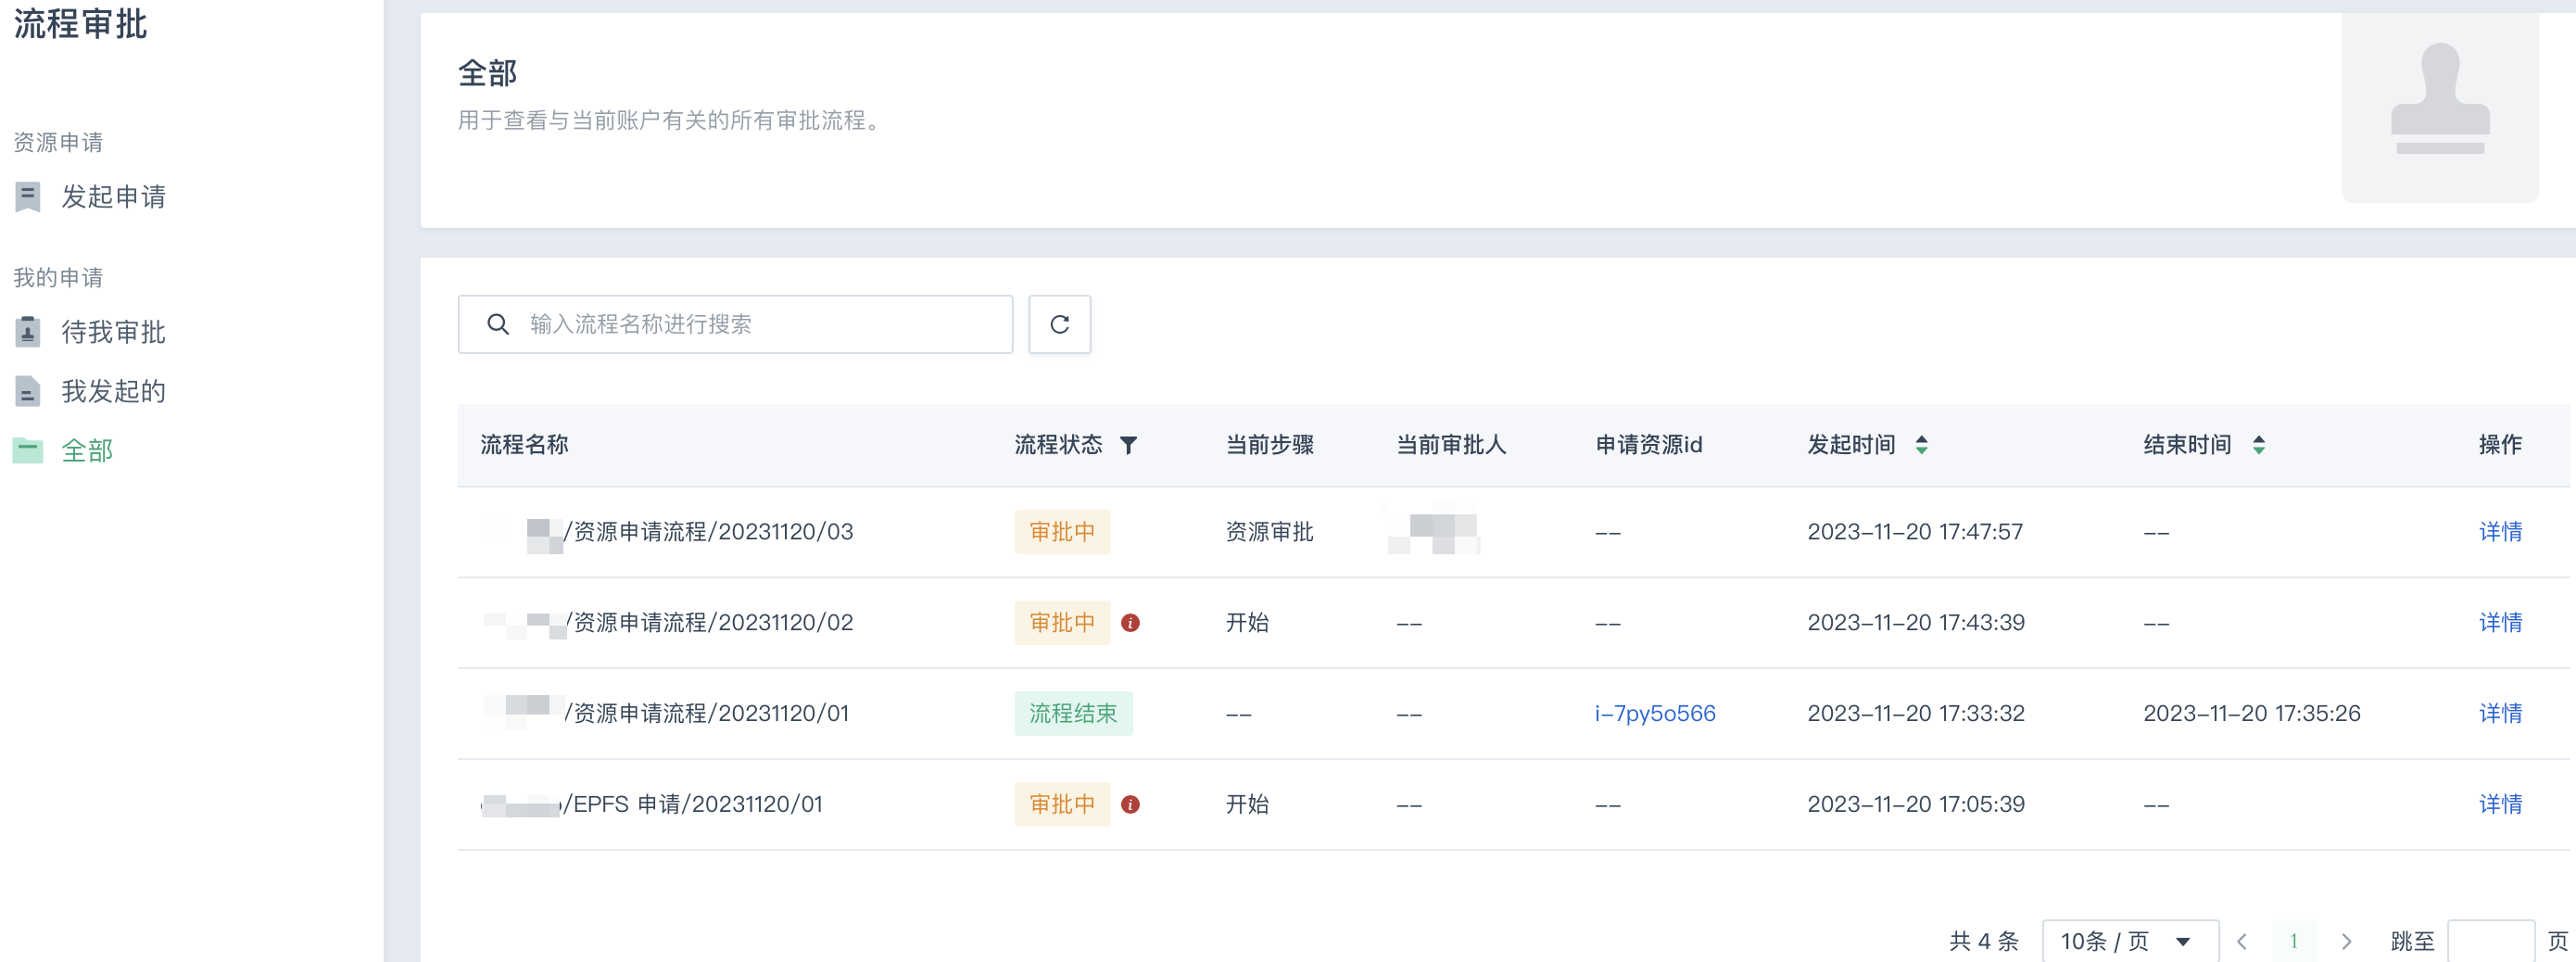 流程审批
资源申请
发起申请
我的申请
待我审批
我发起的
全部
全部
用于查看与当前账户有关的所有审批流程。
输入流程名称进行搜索
流程名称 流程状态 当前步骤 当前审批人 申请资源id 发起时间 结束时间 操作
/资源申请流程/20231120/03 审批中 资源审批 -- 2023-11-20 17:47:57 -- 详情
/资源申请流程/20231120/02 审批中 开始 -- -- 2023-11-20 17:43:39 -- 详情
/资源申请流程/20231120/01 流程结束 -- -- i-7py5o566 2023-11-20 17:33:32 2023-11-20 17:35:26 详情
/EPFS 申请/20231120/01 审批中 开始 -- -- 2023-11-20 17:05:39 -- 详情
共 4 条 10条 / 页 1 跳至 页